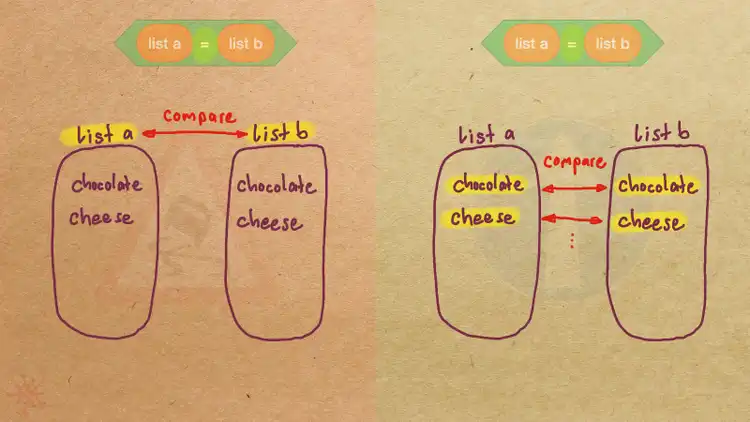 list a = list b
Compare
list a list b
chocolate chocolate
cheese cheese
list a = list b
list a list b
Compare
chocolate chocolate
cheese cheese